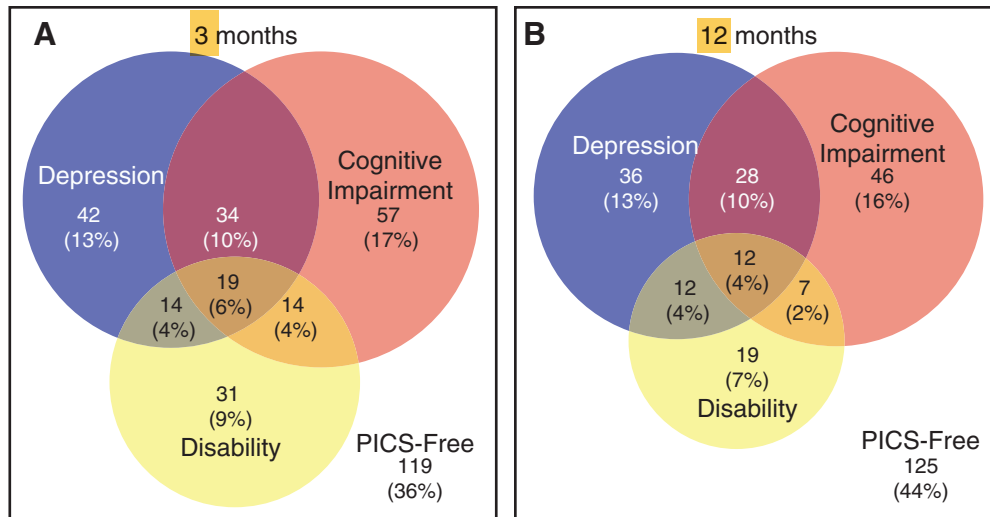 A
3 months
Depression
42
(13%)
34
(10%)
Cognitive
Impairment
57
(17%)
14
(4%)
19
(6%)
14
(4%)
31
(9%)
Disability
PICS-Free
119
(36%)
B
12 months
Depression
36
(13%)
28
(10%)
Cognitive
Impairment
46
(16%)
12
(4%)
12
(4%)
7
(2%)
19
(7%)
Disability
PICS-Free
125
(44%)